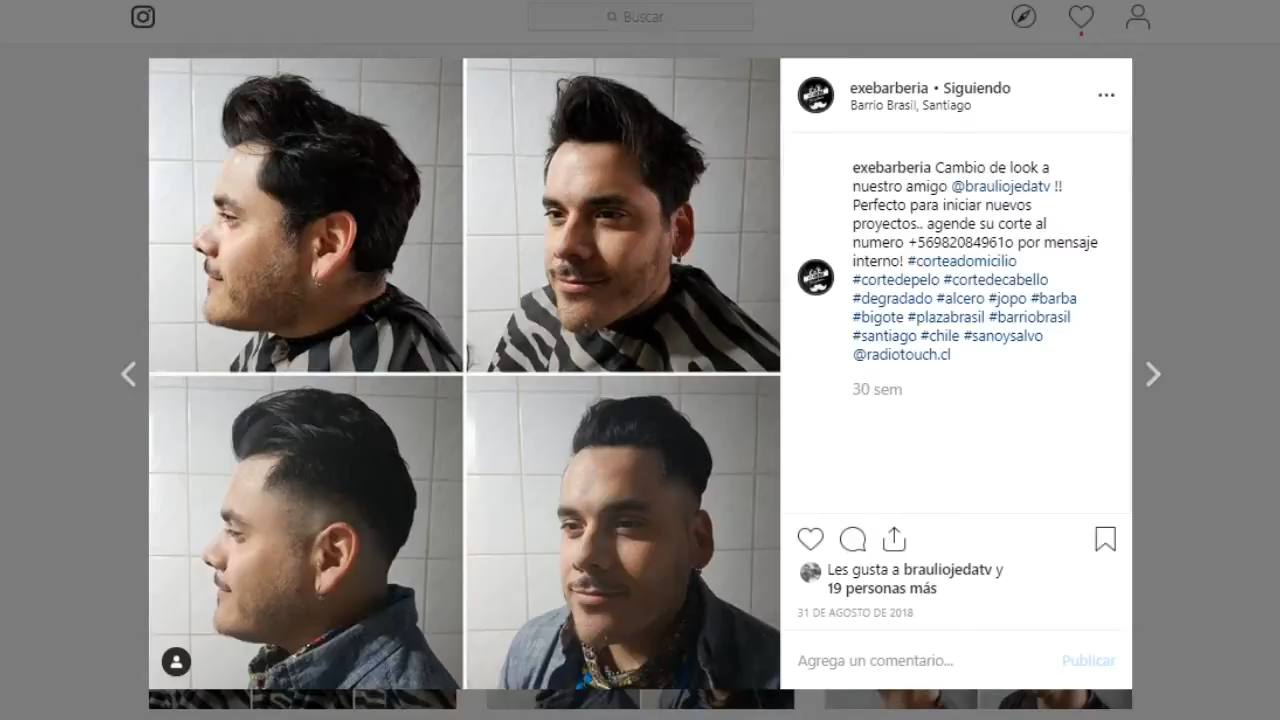 Buscar
exebarberia • Siguiendo
Barrio Brasil, Santiago
exebarberia Cambio de look a
nuestro amigo @brauliojedatv !!
Perfecto para iniciar nuevos
proyectos.. agende su corte al
numero +56982084961o por mensaje
interno! #corteadomicilio
#cortedepelo #cortedecabello
#degradado #alcero #jopo #barba
#bigote #plazabrasil #barriobrasil
#santiago #chile #sanoysalvo
@radiotouch.cl
30 sem
Les gusta a brauliojedatv y
19 personas más
31 DE AGOSTO DE 2018
Agrega un comentario...
Publicar